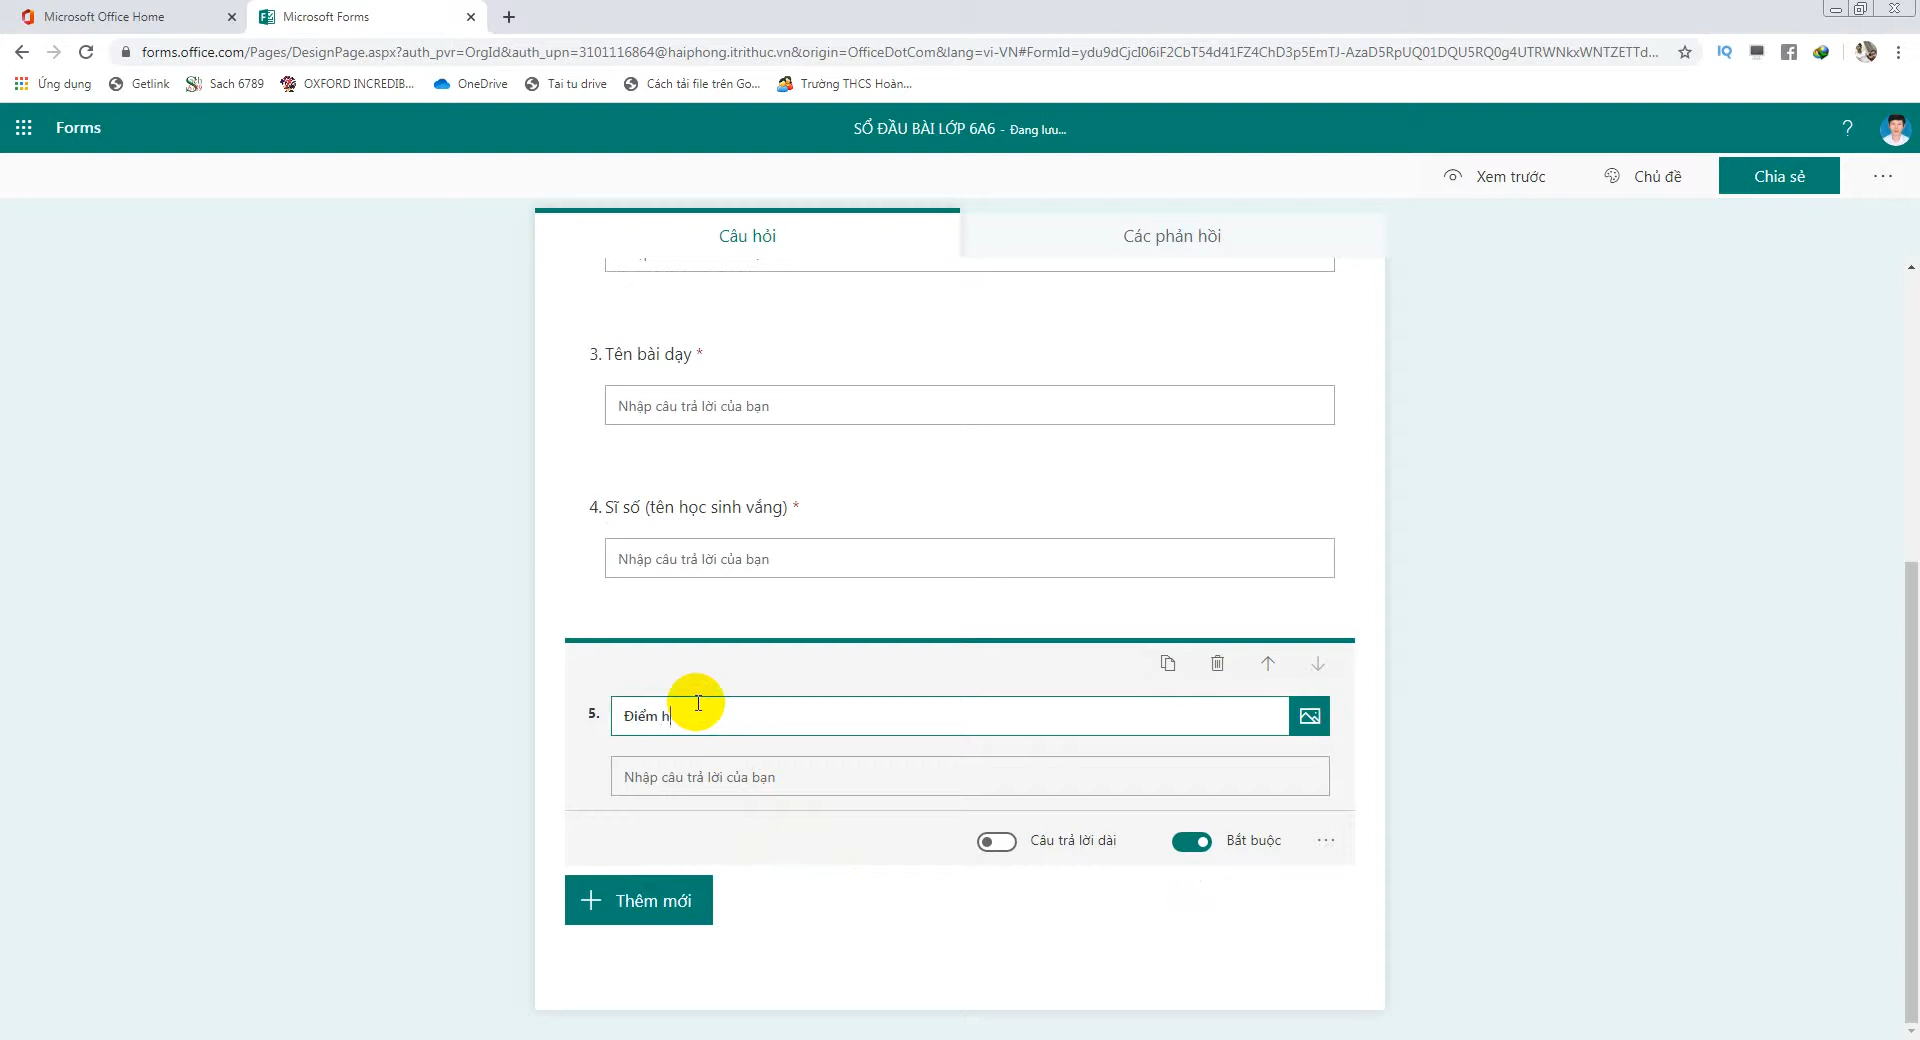 Microsoft Office Home
Microsoft Forms
forms.office.com/Pages/DesignPage.aspx?auth_pvr=OrgId&auth_upn=3101116864@haiphong.itrithuc.vn&origin=OfficeDotCom&lang=vi-VN#FormId=ydu9dCjcI06iF2CbT54d41FZ4ChD3p5EmTJ-AzaD5RpUQ01DQU5RQ0g4UTRWNkxWNTZETTd...
Ứng dụng
Getlink
Sach 6789
OXFORD INCREDIB...
OneDrive
Tai tu drive
Cách tải file trên Go...
Trường THCS Hoàn...
Forms
SỔ ĐẦU BÀI LỚP 6A6 - Đang lưu...
?
Xem trước
Chủ đề
Chia sẻ
Câu hỏi
Các phản hồi
3. Tên bài dạy *
Nhập câu trả lời của bạn
4. Sĩ số (tên học sinh vắng) *
Nhập câu trả lời của bạn
5. Điểm h
Nhập câu trả lời của bạn
Câu trả lời dài
Bắt buộc
Thêm mới